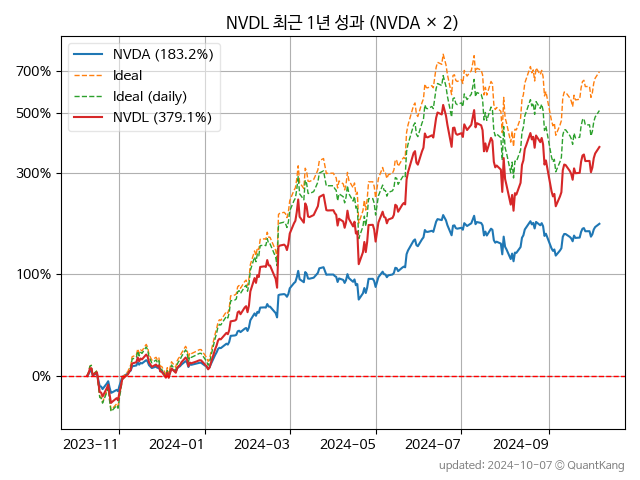 NVDL 최근 1년 성과 (NVDA × 2)
NVDA (183.2%)
Ideal
Ideal (daily)
NVDL (379.1%)
700%
500%
300%
100%
0%
2023-11
2024-01
2024-03
2024-05
2024-07
2024-09
updated: 2024-10-07 © QuantKang